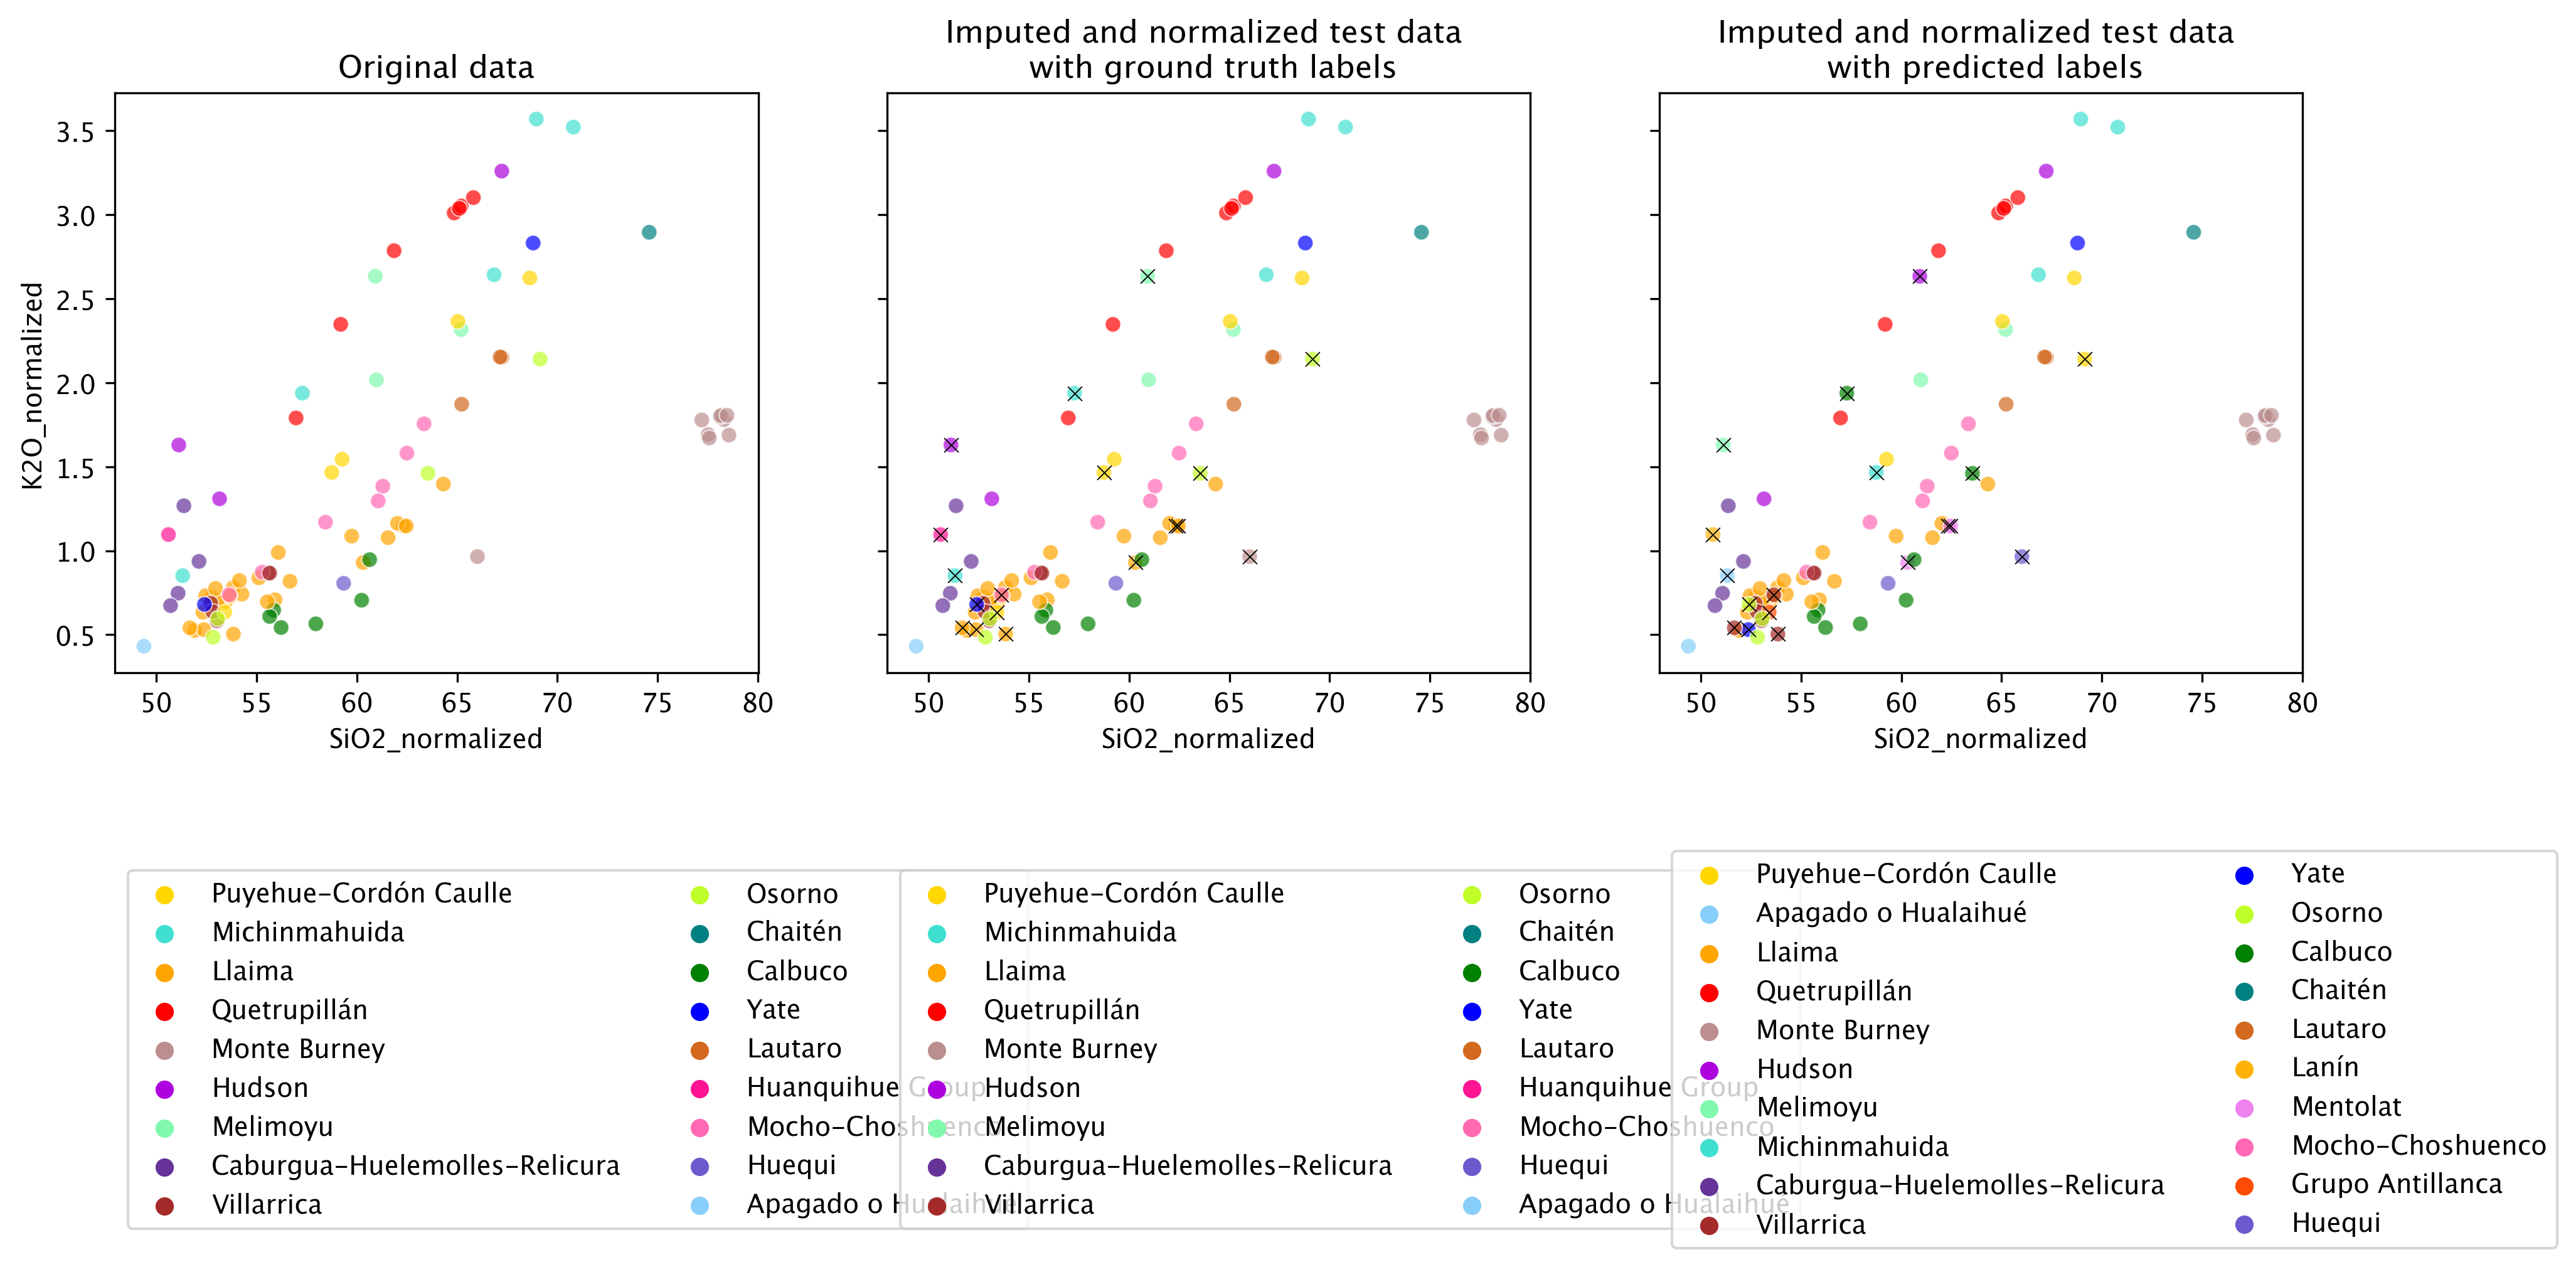 Original data
Imputed and normalized test data
with ground truth labels
Imputed and normalized test data
with predicted labels
K2O_normalized
3.5
3.0
2.5
2.0
1.5
1.0
0.5
50 55 60 65 70 75 80
SiO2_normalized
50 55 60 65 70 75 80
SiO2_normalized
50 55 60 65 70 75 80
SiO2_normalized
Puyehue-Cordón Caulle
Michinmahuida
Llaima
Quetrupillán
Monte Burney
Hudson
Melimoyu
Caburgua-Huelemolles-Relicura
Villarrica
Osorno
Chaitén
Calbuco
Yate
Lautaro
Huanquihue Group
Mocho-Choshuenco
Huequi
Apagado o Hualaihué
Puyehue-Cordón Caulle
Michinmahuida
Llaima
Quetrupillán
Monte Burney
Hudson
Melimoyu
Caburgua-Huelemolles-Relicura
Villarrica
Osorno
Chaitén
Calbuco
Yate
Lautaro
Huanquihue Group
Mocho-Choshuenco
Huequi
Apagado o Hualaihué
Puyehue-Cordón Caulle
Apagado o Hualaihué
Llaima
Quetrupillán
Monte Burney
Hudson
Melimoyu
Michinmahuida
Caburgua-Huelemolles-Relicura
Villarrica
Yate
Osorno
Calbuco
Chaitén
Lautaro
Lanín
Mentolat
Mocho-Choshuenco
Grupo Antillanca
Huequi